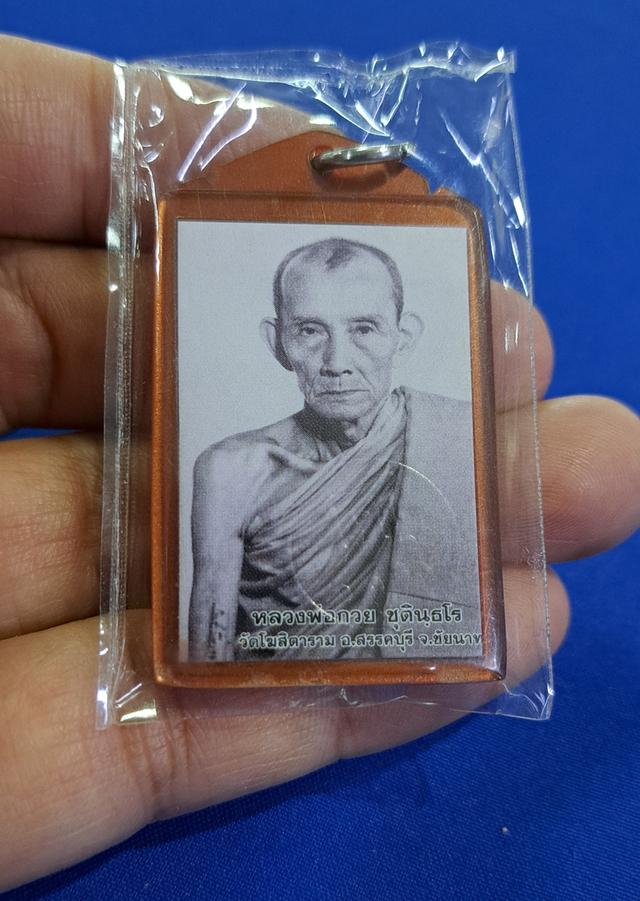 หลวงพ่อกวย ชุตินฺธโร
วัดโฆสิตาราม อ.สรรคบุรี จ.ชัยนาท